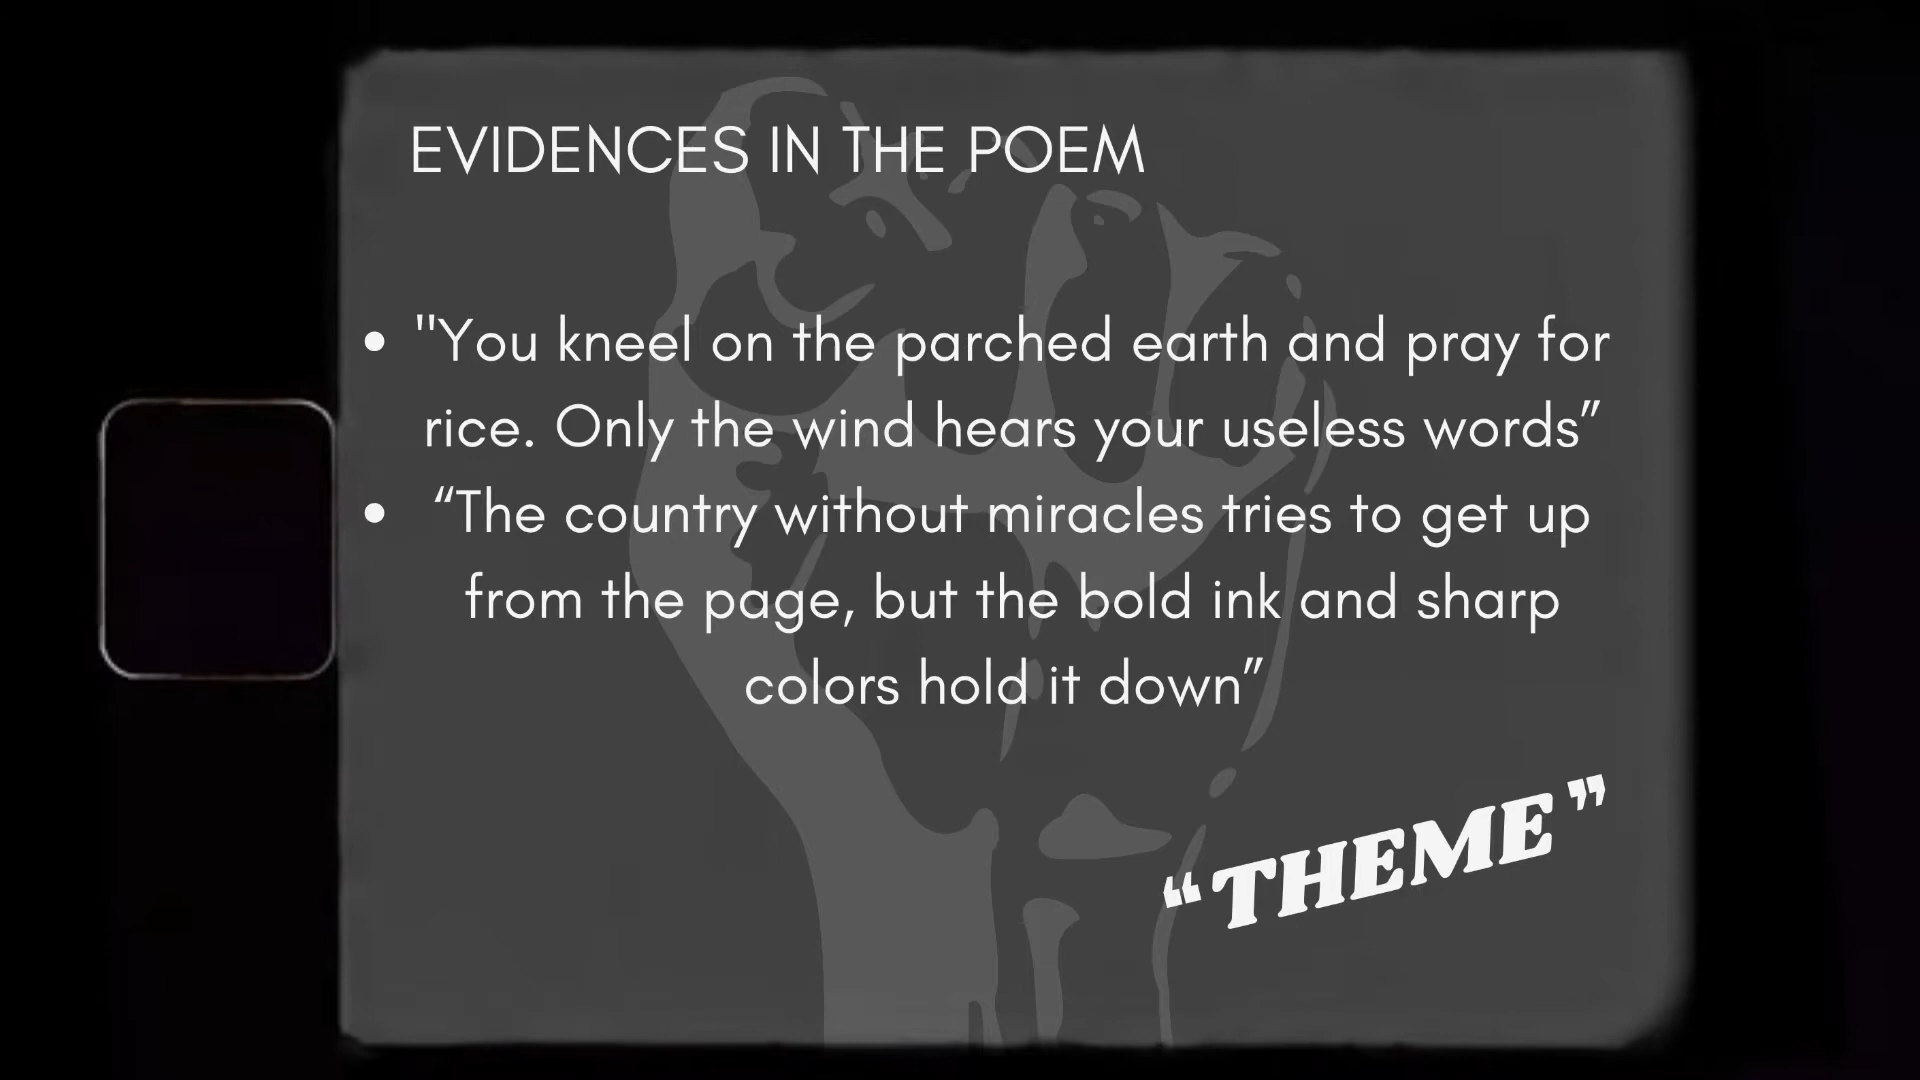 EVIDENCES IN THE POEM
• "You kneel on the parched earth and pray for
rice. Only the wind hears your useless words”
• “The country without miracles tries to get up
from the page, but the bold ink and sharp
colors hold it down”
“THEME”